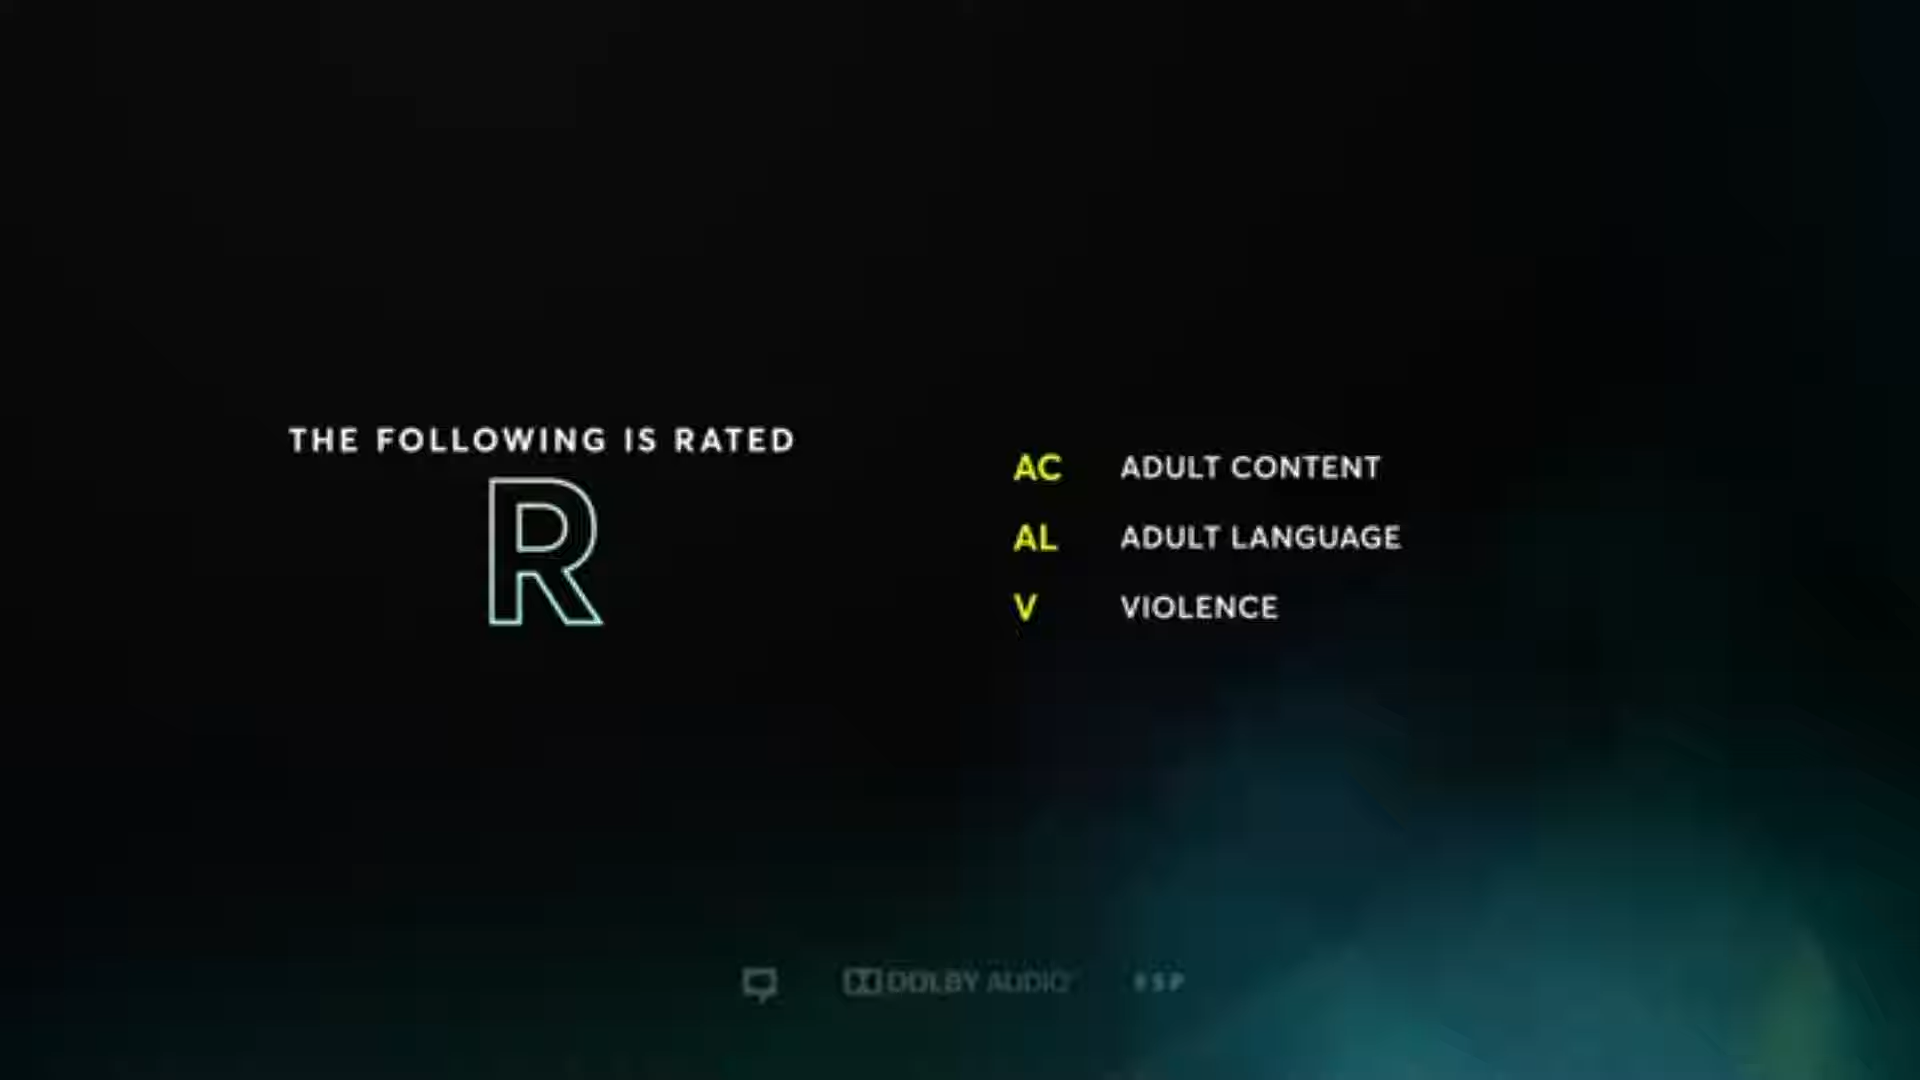 THE FOLLOWING IS RATED
R
AC ADULT CONTENT
AL ADULT LANGUAGE
V VIOLENCE
DOLBY AUDIO